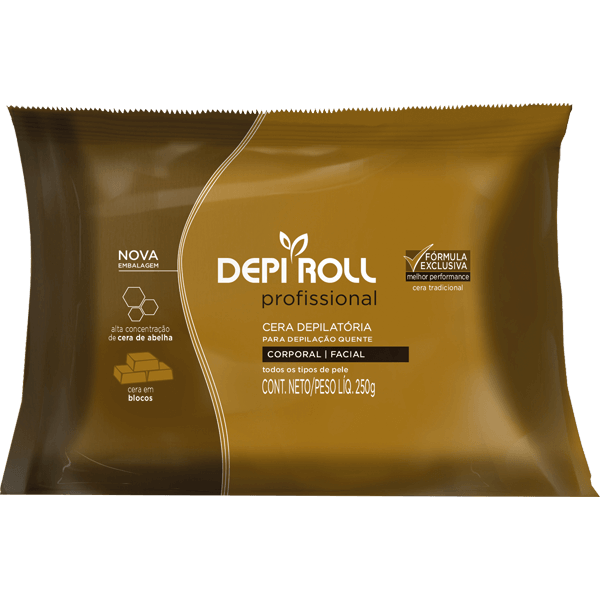 NOVA
EMBALAGEM
alta concentração
de cera de abelha
cera em
blocos
DEPI ROLL
profissional
CERA DEPILATÓRIA
PARA DEPILAÇÃO QUENTE
CORPORAL | FACIAL
todos os tipos de pele
CONT. NETO/PESO LÍQ. 250g
FÓRMULA
EXCLUSIVA
melhor performance
cera tradicional